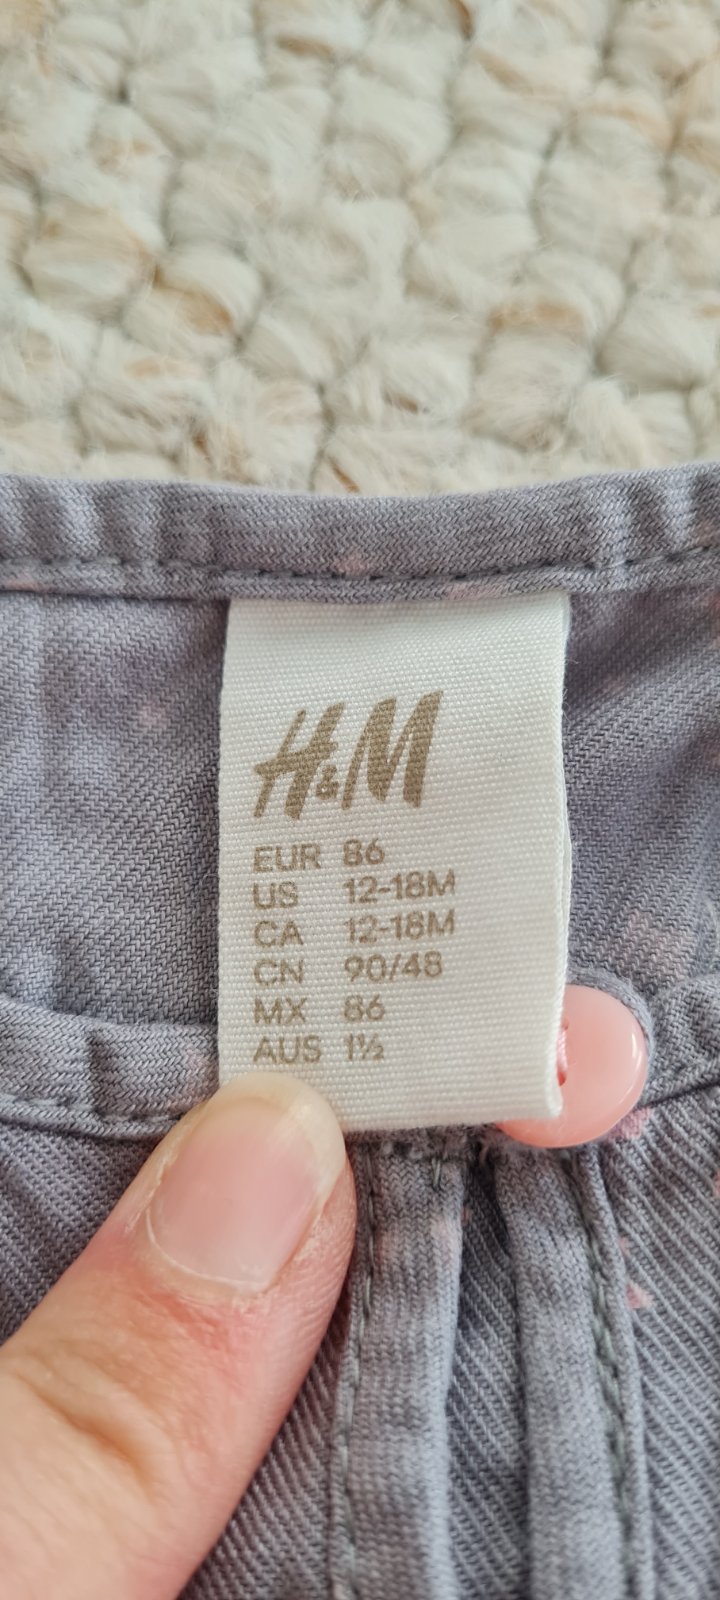 H&M
EUR 86
US 12-18M
CA 12-18M
CN 90/48
MX 86
AUS 1½